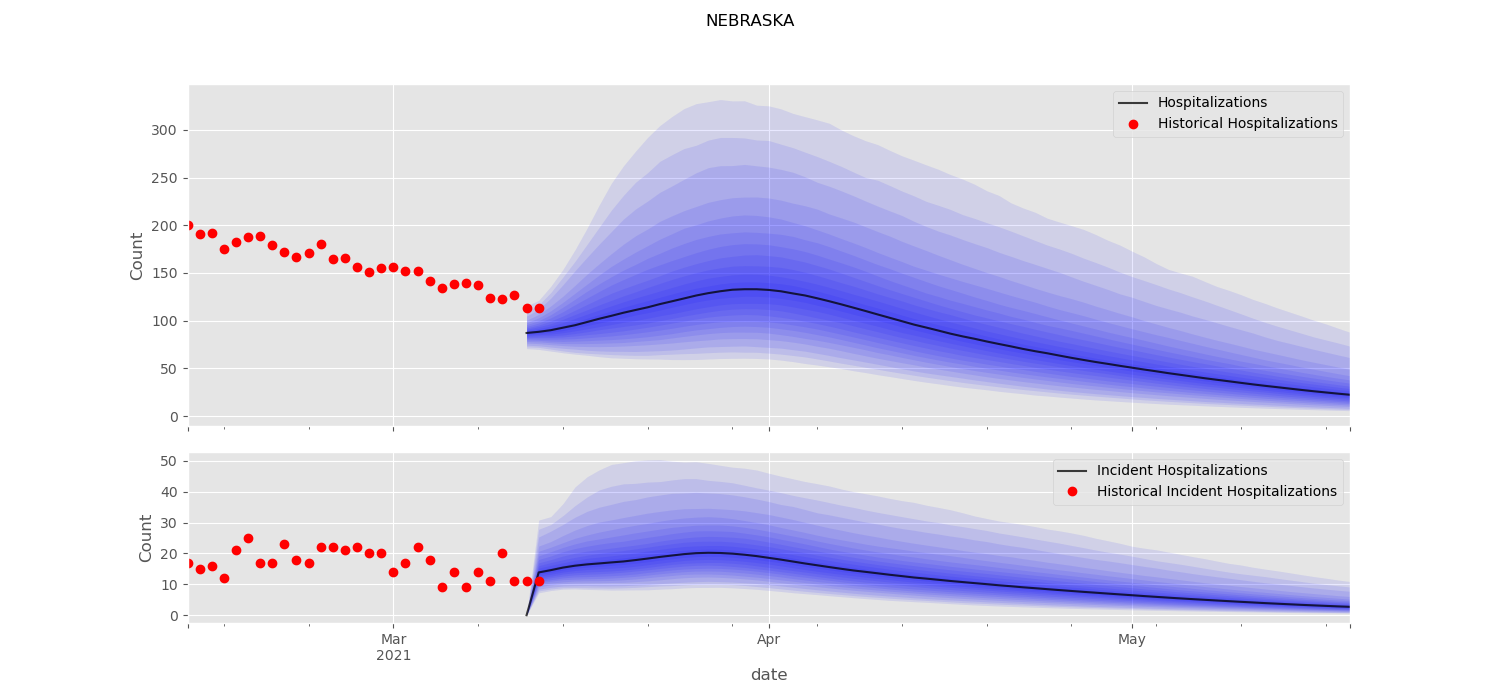 NEBRASKA
Hospitalizations
Historical Hospitalizations
300
250
200
150
100
50
0
Count
Incident Hospitalizations
Historical Incident Hospitalizations
50
40
30
20
10
0
Count
Mar
2021
Apr
May
date